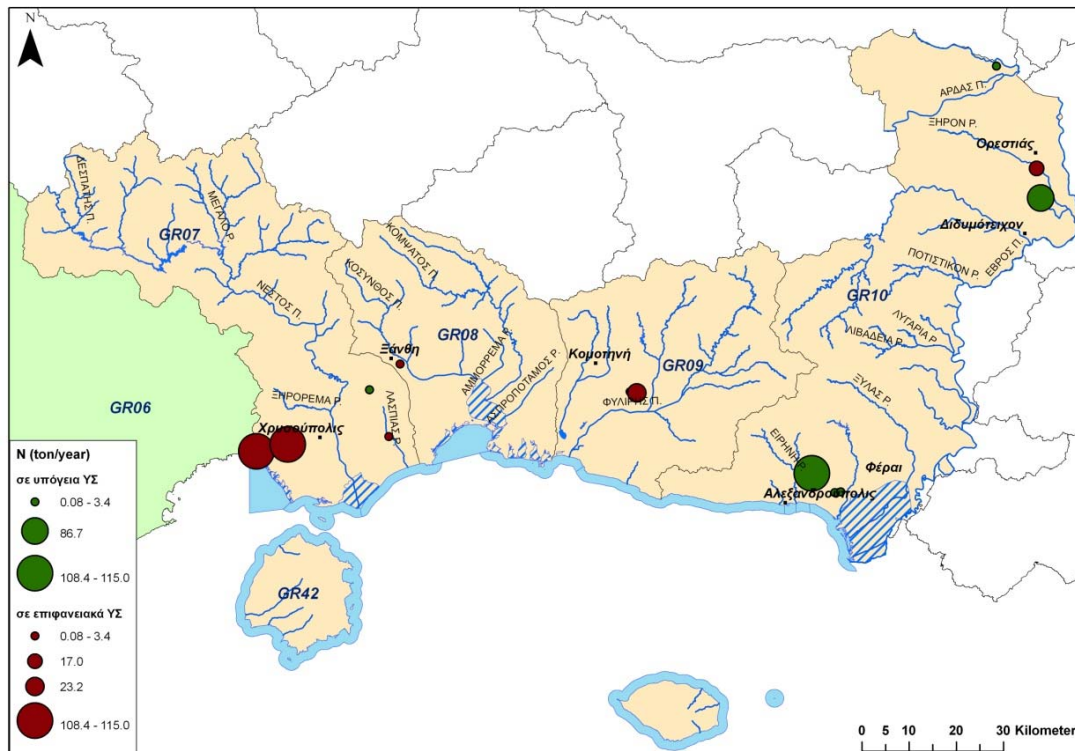 N
ΑΡΔΑΣ Π.
ΞΗΡΟΝ Ρ.
Ορεστιάς
ΔΕΣΠΑΤΗΣ Π.
ΜΕΓΑΛΟ Ρ.
GR07
Διδυμότειχον
ΕΒΡΟΣ Π.
ΚΟΜΨΑΤΟΣ Π.
ΠΟΤΙΣΤΙΚΟΝ Ρ.
ΚΟΣΥΝΘΟΣ Π.
ΝΕΣΤΟΣ Π.
GR10
GR08
ΛΥΓΑΡΙΑ Ρ.
ΛΙΒΑΔΕΙΑ Ρ.
Ξάνθη
ΑΜΜΟΡΡΕΜΑ Ρ.
Κομοτηνή
GR09
GR06
ΑΣΠΡΟΠΟΤΑΜΟΣ Ρ.
ΞΥΛΑΣ Ρ.
ΞΗΡΟΡΕΜΑ Ρ.
ΛΑΣΠΙΑΣ Ρ.
ΦΥΛΙΡΗΣ Π.
Χρυσούπολις
ΕΙΡΗΝΗ Ρ.
Φέραι
Αλεξανδρούπολις
N (ton/year)
σε υπόγεια ΥΣ
0.08 - 3.4
86.7
108.4 - 115.0
σε επιφανειακά ΥΣ
0.08 - 3.4
17.0
23.2
108.4 - 115.0
GR42
0 5 10 20 30 Kilometer